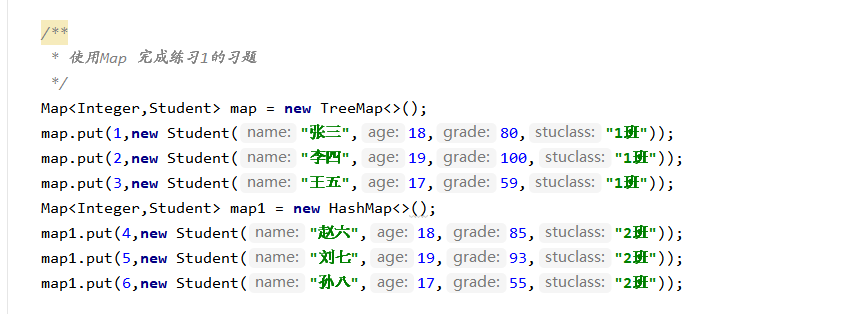 /**
 * 使用Map 完成练习1的习题
 */
Map<Integer,Student> map = new TreeMap<>();
map.put(1,new Student( name: "张三", age: 18, grade: 80, stuclass: "1班"));
map.put(2,new Student( name: "李四", age: 19, grade: 100, stuclass: "1班"));
map.put(3,new Student( name: "王五", age: 17, grade: 59, stuclass: "1班"));
Map<Integer,Student> map1 = new HashMap<>();
map1.put(4,new Student( name: "赵六", age: 18, grade: 85, stuclass: "2班"));
map1.put(5,new Student( name: "刘七", age: 19, grade: 93, stuclass: "2班"));
map1.put(6,new Student( name: "孙八", age: 17, grade: 55, stuclass: "2班"));